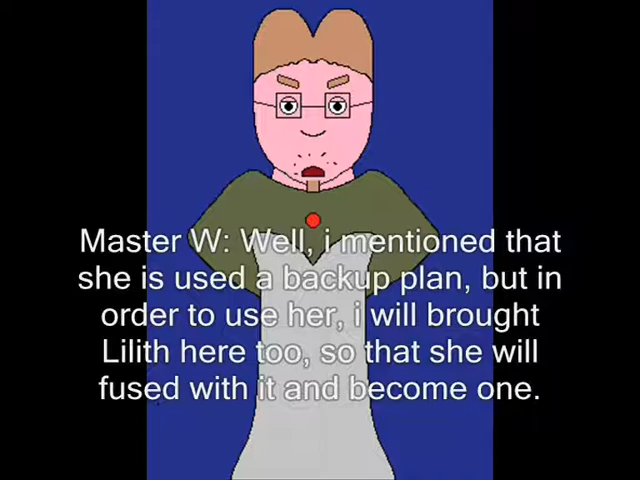 Master W: Well, i mentioned that
she is used a backup plan, but in
order to use her, i will brought
Lilith here too, so that she will
fused with it and become one.